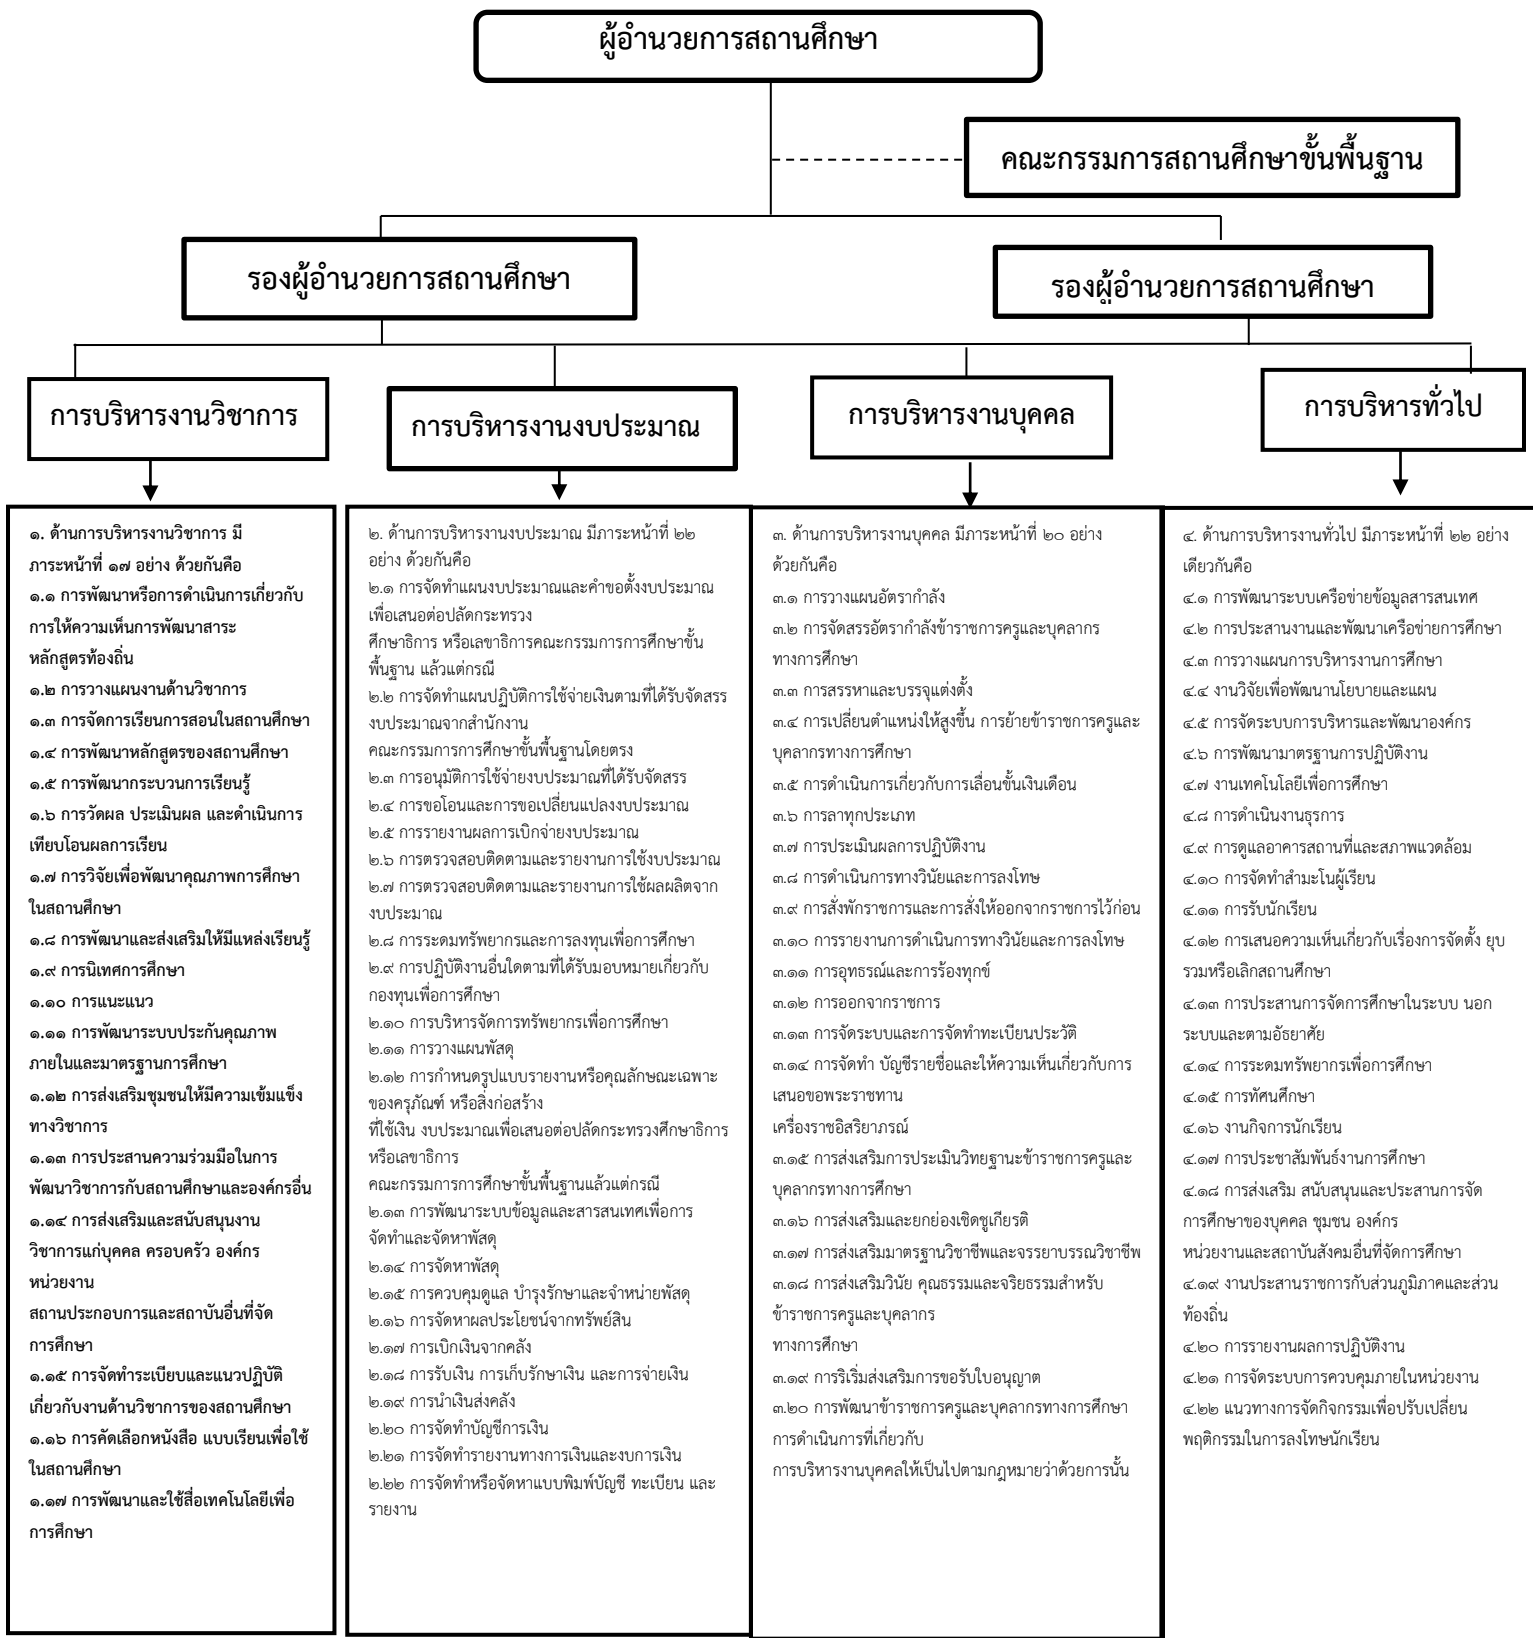 ผู้อำนวยการสถานศึกษา
คณะกรรมการสถานศึกษาขั้นพื้นฐาน
รองผู้อำนวยการสถานศึกษา
รองผู้อำนวยการสถานศึกษา
การบริหารงานวิชาการ
การบริหารงานงบประมาณ
การบริหารงานบุคคล
การบริหารทั่วไป
๑. ด้านการบริหารงานวิชาการ มี
ภาระหน้าที่ ๑๗ อย่าง ด้วยกันคือ
๑.๑ การพัฒนาหรือการดำเนินการเกี่ยวกับ
การให้ความเห็นการพัฒนาสาระ
หลักสูตรท้องถิ่น
๑.๒ การวางแผนงานด้านวิชาการ
๑.๓ การจัดการเรียนการสอนในสถานศึกษา
๑.๔ การพัฒนาหลักสูตรของสถานศึกษา
๑.๕ การพัฒนากระบวนการเรียนรู้
๑.๖ การวัดผล ประเมินผล และดำเนินการ
เทียบโอนผลการเรียน
๑.๗ การวิจัยเพื่อพัฒนาคุณภาพการศึกษา
ในสถานศึกษา
๑.๘ การพัฒนาและส่งเสริมให้มีแหล่งเรียนรู้
๑.๙ การนิเทศการศึกษา
๑.๑๐ การแนะแนว
๑.๑๑ การพัฒนาระบบประกันคุณภาพ
ภายในและมาตรฐานการศึกษา
๑.๑๒ การส่งเสริมชุมชนให้มีความเข้มแข็ง
ทางวิชาการ
๑.๑๓ การประสานความร่วมมือในการ
พัฒนาวิชาการกับสถานศึกษาและองค์กรอื่น
๑.๑๔ การส่งเสริมและสนับสนุนงาน
วิชาการแก่บุคคล ครอบครัว องค์กร
หน่วยงาน
สถานประกอบการและสถาบันอื่นที่จัด
การศึกษา
๑.๑๕ การจัดทำระเบียบและแนวปฏิบัติ
เกี่ยวกับงานด้านวิชาการของสถานศึกษา
๑.๑๖ การคัดเลือกหนังสือ แบบเรียนเพื่อใช้
ในสถานศึกษา
๑.๑๗ การพัฒนาและใช้สื่อเทคโนโลยีเพื่อ
การศึกษา
๒. ด้านการบริหารงานงบประมาณ มีภาระหน้าที่ ๒๒
อย่าง ด้วยกันคือ
๒.๑ การจัดทำแผนงบประมาณและคำขอตั้งงบประมาณ
เพื่อเสนอต่อปลัดกระทรวง
ศึกษาธิการ หรือเลขาธิการคณะกรรมการการศึกษาขั้น
พื้นฐาน แล้วแต่กรณี
๒.๒ การจัดทำแผนปฏิบัติการใช้จ่ายเงินตามที่ได้รับจัดสรร
งบประมาณจากสำนักงาน
คณะกรรมการการศึกษาขั้นพื้นฐานโดยตรง
๒.๓ การอนุมัติการใช้จ่ายงบประมาณที่ได้รับจัดสรร
๒.๔ การขอโอนและการขอเปลี่ยนแปลงงบประมาณ
๒.๕ การรายงานผลการเบิกจ่ายงบประมาณ
๒.๖ การตรวจสอบติดตามและรายงานการใช้งบประมาณ
๒.๗ การตรวจสอบติดตามและรายงานการใช้ผลผลิตจาก
งบประมาณ
๒.๘ การระดมทรัพยากรและการลงทุนเพื่อการศึกษา
๒.๙ การปฏิบัติงานอื่นใดตามที่ได้รับมอบหมายเกี่ยวกับ
กองทุนเพื่อการศึกษา
๒.๑๐ การบริหารจัดการทรัพยากรเพื่อการศึกษา
๒.๑๑ การวางแผนพัสดุ
๒.๑๒ การกำหนดรูปแบบรายงานหรือคุณลักษณะเฉพาะ
ของครุภัณฑ์ หรือสิ่งก่อสร้าง
ที่ใช้เงิน งบประมาณเพื่อเสนอต่อปลัดกระทรวงศึกษาธิการ
หรือเลขาธิการ
คณะกรรมการการศึกษาขั้นพื้นฐานแล้วแต่กรณี
๒.๑๓ การพัฒนาระบบข้อมูลและสารสนเทศเพื่อการ
จัดทำและจัดหาพัสดุ
๒.๑๔ การจัดหาพัสดุ
๒.๑๕ การควบคุมดูแล บำรุงรักษาและจำหน่ายพัสดุ
๒.๑๖ การจัดหาผลประโยชน์จากทรัพย์สิน
๒.๑๗ การเบิกเงินจากคลัง
๒.๑๘ การรับเงิน การเก็บรักษาเงิน และการจ่ายเงิน
๒.๑๙ การนำเงินส่งคลัง
๒.๒๐ การจัดทำบัญชีการเงิน
๒.๒๑ การจัดทำรายงานทางการเงินและงบการเงิน
๒.๒๒ การจัดทำหรือจัดหาแบบพิมพ์บัญชี ทะเบียน และ
รายงาน
๓. ด้านการบริหารงานบุคคล มีภาระหน้าที่ ๒๐ อย่าง
ด้วยกันคือ
๓.๑ การวางแผนอัตรากำลัง
๓.๒ การจัดสรรอัตรากำลังข้าราชการครูและบุคลากร
ทางการศึกษา
๓.๓ การสรรหาและบรรจุแต่งตั้ง
๓.๔ การเปลี่ยนตำแหน่งให้สูงขึ้น การย้ายข้าราชการครูและ
บุคลากรทางการศึกษา
๓.๕ การดำเนินการเกี่ยวกับการเลื่อนขั้นเงินเดือน
๓.๖ การลาทุกประเภท
๓.๗ การประเมินผลการปฏิบัติงาน
๓.๘ การดำเนินการทางวินัยและการลงโทษ
๓.๙ การสั่งพักราชการและการสั่งให้ออกจากราชการไว้ก่อน
๓.๑๐ การรายงานการดำเนินการทางวินัยและการลงโทษ
๓.๑๑ การอุทธรณ์และการร้องทุกข์
๓.๑๒ การออกจากราชการ
๓.๑๓ การจัดระบบและการจัดทำทะเบียนประวัติ
๓.๑๔ การจัดทำ บัญชีรายชื่อและให้ความเห็นเกี่ยวกับการ
เสนอขอพระราชทาน
เครื่องราชอิสริยาภรณ์
๓.๑๕ การส่งเสริมการประเมินวิทยฐานะข้าราชการครูและ
บุคลากรทางการศึกษา
๓.๑๖ การส่งเสริมและยกย่องเชิดชูเกียรติ
๓.๑๗ การส่งเสริมมาตรฐานวิชาชีพและจรรยาบรรณวิชาชีพ
๓.๑๘ การส่งเสริมวินัย คุณธรรมและจริยธรรมสำหรับ
ข้าราชการครูและบุคลากร
ทางการศึกษา
๓.๑๙ การริเริ่มส่งเสริมการขอรับใบอนุญาต
๓.๒๐ การพัฒนาข้าราชการครูและบุคลากรทางการศึกษา
การดำเนินการที่เกี่ยวกับ
การบริหารงานบุคคลให้เป็นไปตามกฎหมายว่าด้วยการนั้น
๔. ด้านการบริหารงานทั่วไป มีภาระหน้าที่ ๒๒ อย่าง
เดียวกันคือ
๔.๑ การพัฒนาระบบเครือข่ายข้อมูลสารสนเทศ
๔.๒ การประสานงานและพัฒนาเครือข่ายการศึกษา
๔.๓ การวางแผนการบริหารงานการศึกษา
๔.๔ งานวิจัยเพื่อพัฒนานโยบายและแผน
๔.๕ การจัดระบบการบริหารและพัฒนาองค์กร
๔.๖ การพัฒนามาตรฐานการปฏิบัติงาน
๔.๗ งานเทคโนโลยีเพื่อการศึกษา
๔.๘ การดำเนินงานธุรการ
๔.๙ การดูแลอาคารสถานที่และสภาพแวดล้อม
๔.๑๐ การจัดทำสำมะโนผู้เรียน
๔.๑๑ การรับนักเรียน
๔.๑๒ การเสนอความเห็นเกี่ยวกับเรื่องการจัดตั้ง ยุบ
รวมหรือเลิกสถานศึกษา
๔.๑๓ การประสานการจัดการศึกษาในระบบ นอก
ระบบและตามอัธยาศัย
๔.๑๔ การระดมทรัพยากรเพื่อการศึกษา
๔.๑๕ การทัศนศึกษา
๔.๑๖ งานกิจการนักเรียน
๔.๑๗ การประชาสัมพันธ์งานการศึกษา
๔.๑๘ การส่งเสริม สนับสนุนและประสานการจัด
การศึกษาของบุคคล ชุมชน องค์กร
หน่วยงานและสถาบันสังคมอื่นที่จัดการศึกษา
๔.๑๙ งานประสานราชการกับส่วนภูมิภาคและส่วน
ท้องถิ่น
๔.๒๐ การรายงานผลการปฏิบัติงาน
๔.๒๑ การจัดระบบการควบคุมภายในหน่วยงาน
๔.๒๒ แนวทางการจัดกิจกรรมเพื่อปรับเปลี่ยน
พฤติกรรมในการลงโทษนักเรียน